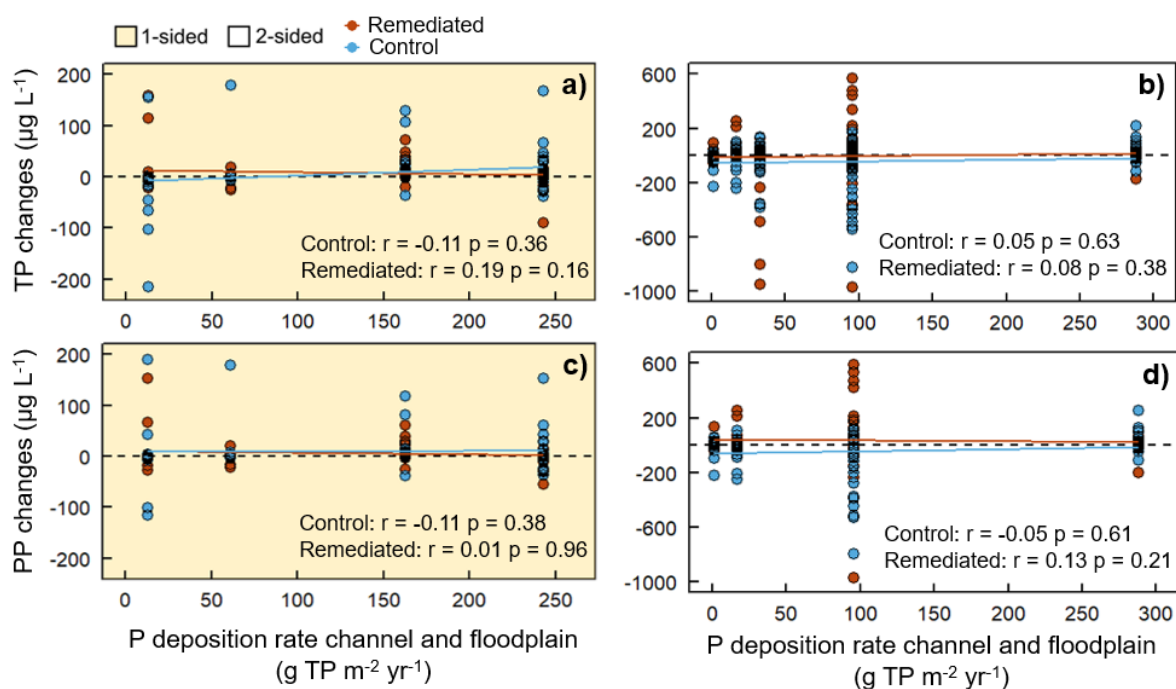 1-sided 2-sided Remediated
Control
a)
200
100
0
-100
-200
TP changes (µg L⁻¹)
Control: r = -0.11 p = 0.36
Remediated: r = 0.19 p = 0.16
0 50 100 150 200 250
b)
600
200
-200
-600
-1000
Control: r = 0.05 p = 0.63
Remediated: r = 0.08 p = 0.38
0 50 100 150 200 250 300
c)
200
100
0
-100
-200
PP changes (µg L⁻¹)
Control: r = -0.11 p = 0.38
Remediated: r = 0.01 p = 0.96
0 50 100 150 200 250
P deposition rate channel and floodplain
(g TP m⁻² yr⁻¹)
d)
600
200
-200
-600
-1000
Control: r = -0.05 p = 0.61
Remediated: r = 0.13 p = 0.21
0 50 100 150 200 250 300
P deposition rate channel and floodplain
(g TP m⁻² yr⁻¹)